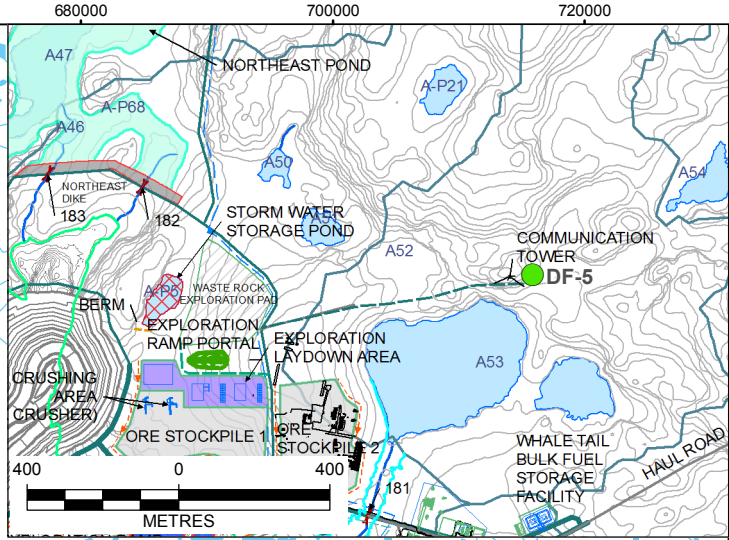 680000
700000
720000
A47
NORTHEAST POND
A-P21
A-P68
A46
A50
A54
NORTHEAST
DIKE
183
182
STORM WATER
STORAGE POND
A52
COMMUNICATION
TOWER
DF-5
WASTE ROCK
EXPLORATION PAD
BERM
EXPLORATION
RAMP PORTAL
EXPLORATION
LAYDOWN AREA
A53
CRUSHING
AREA
CRUSHER)
ORE STOCKPILE 1
ORE
STOCKPILE 2
WHALE TAIL
BULK FUEL
STORAGE
FACILITY
HAUL ROAD
181
400
0
400
METRES